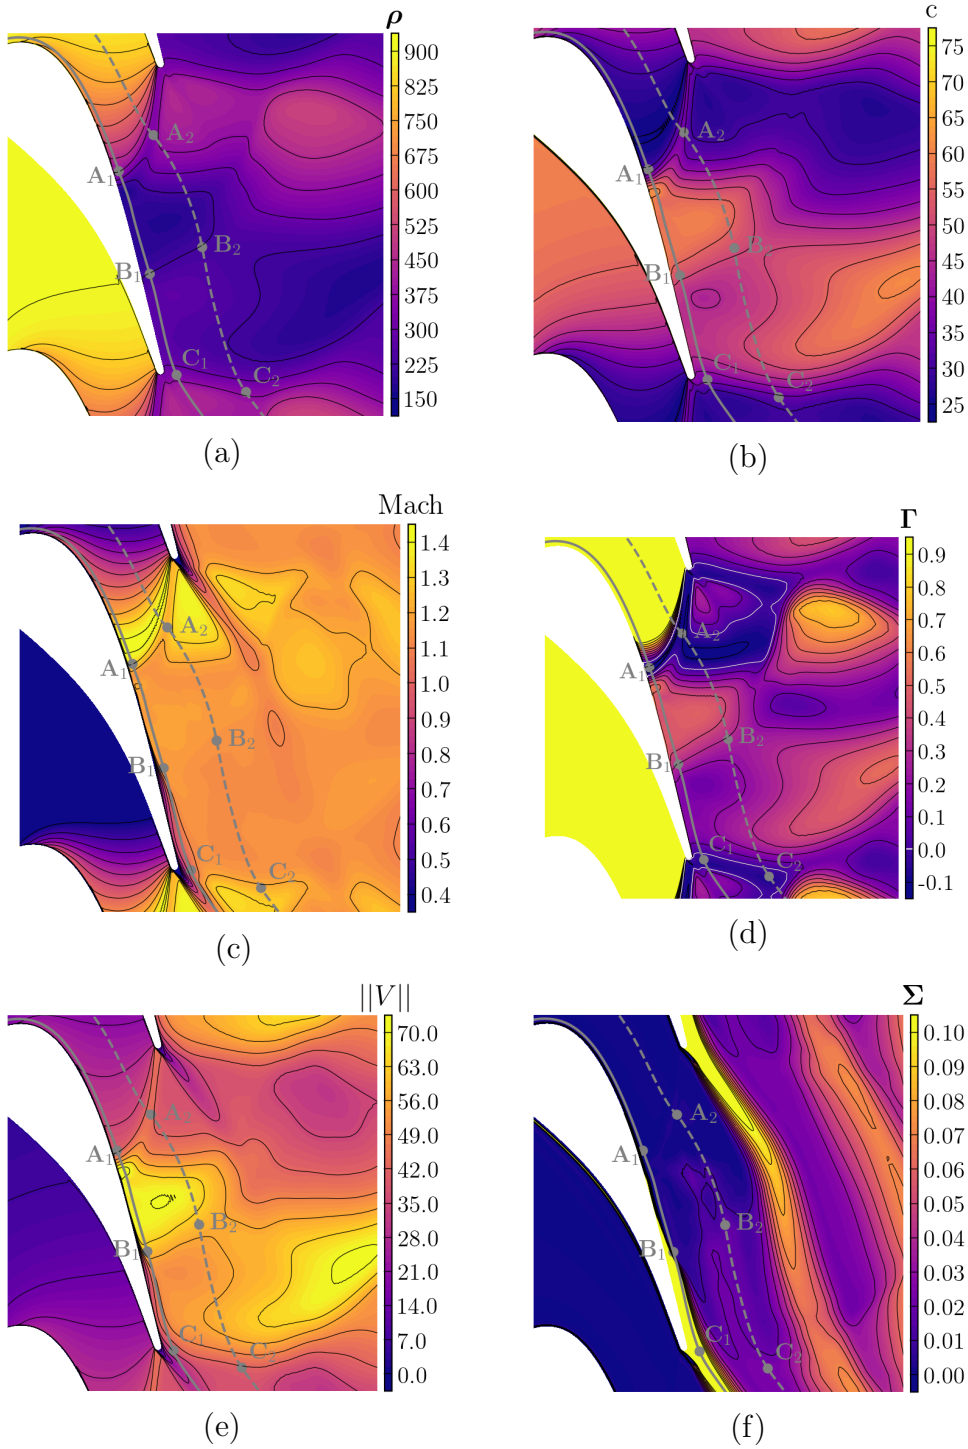 ρ
900
825
750
675
600
525
450
375
300
225
150
A₁
A₂
B₁
B₂
C₁
C₂
(a)
c
75
70
65
60
55
50
45
40
35
30
25
A₁
A₂
B₁
B₂
C₁
C₂
(b)
Mach
1.4
1.3
1.2
1.1
1.0
0.9
0.8
0.7
0.6
0.5
0.4
A₁
A₂
B₁
B₂
C₁
C₂
(c)
Γ
0.9
0.8
0.7
0.6
0.5
0.4
0.3
0.2
0.1
0.0
-0.1
A₁
A₂
B₁
B₂
C₁
C₂
(d)
||V||
70.0
63.0
56.0
49.0
42.0
35.0
28.0
21.0
14.0
7.0
0.0
A₁
A₂
B₁
B₂
C₁
C₂
(e)
Σ
0.10
0.09
0.08
0.07
0.06
0.05
0.04
0.03
0.02
0.01
0.00
A₁
A₂
B₁
B₂
C₁
C₂
(f)